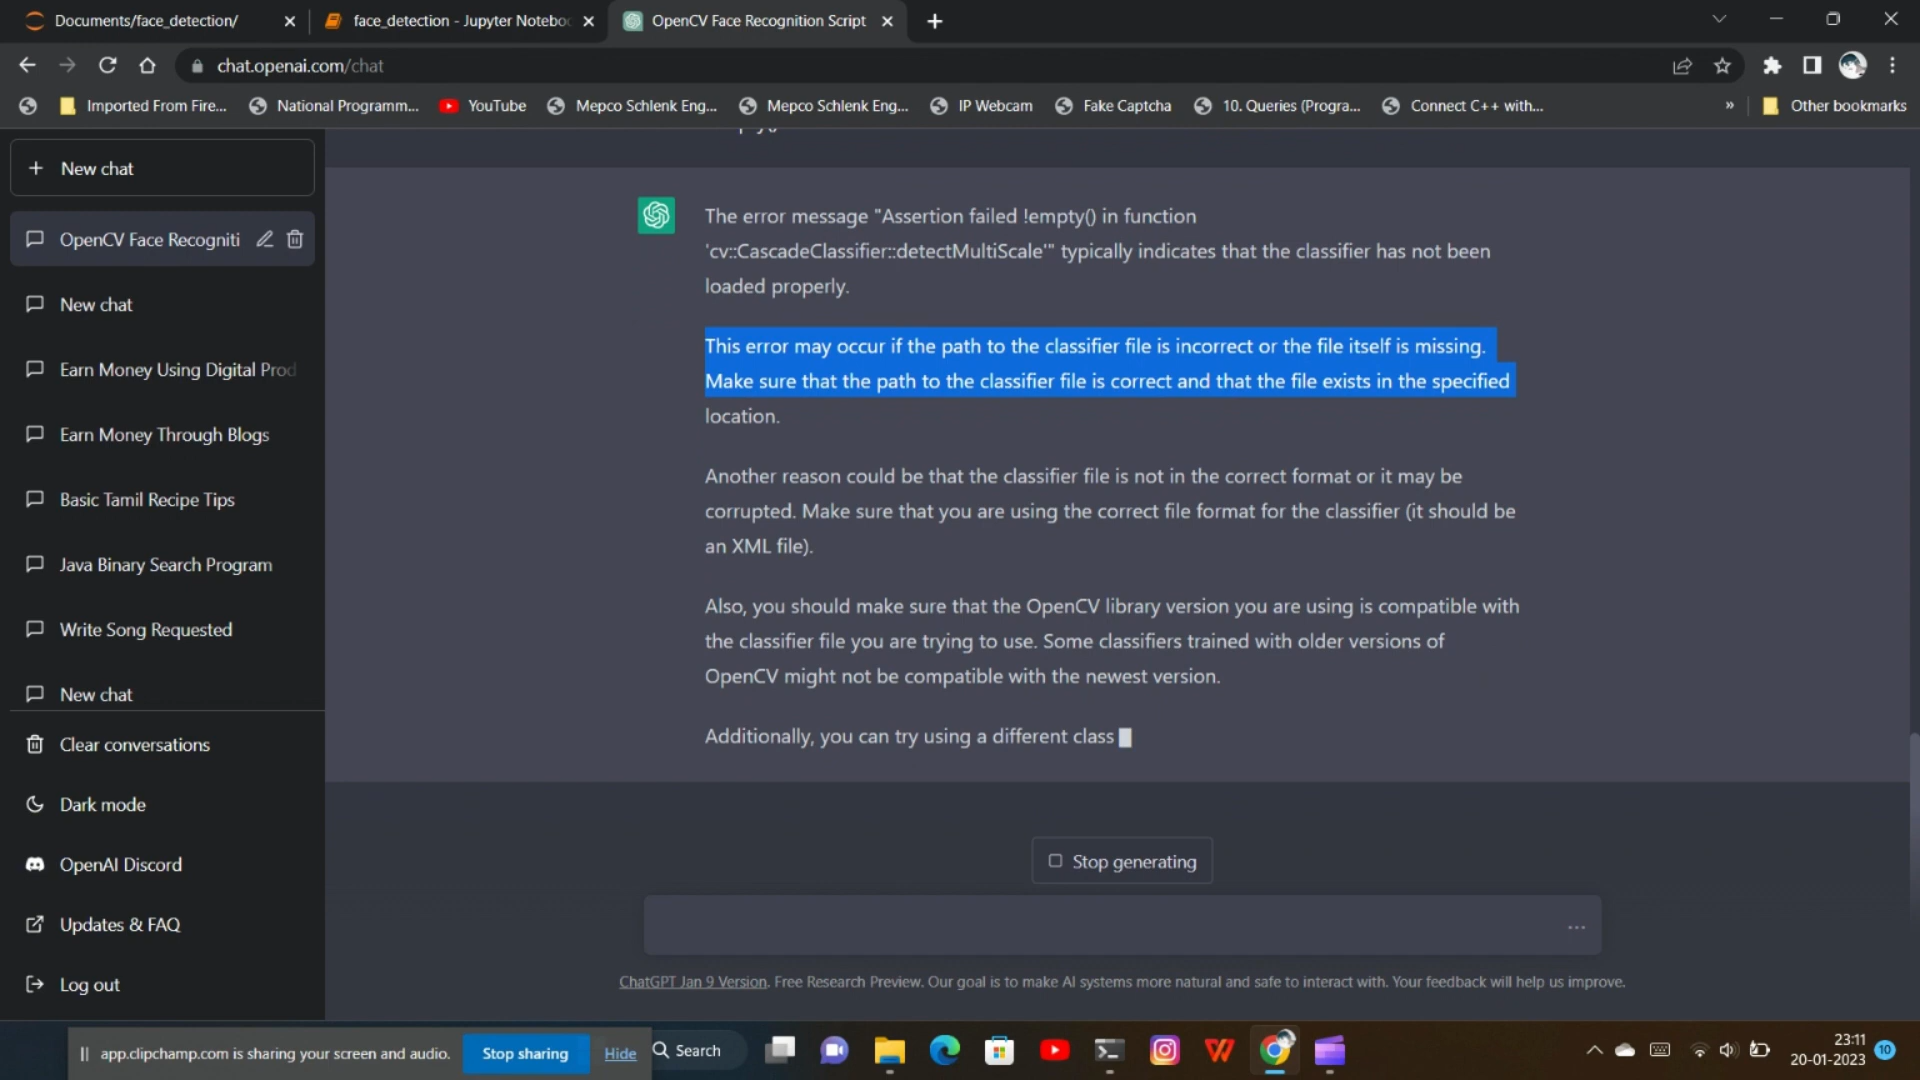 Documents/face_detection/
face_detection - Jupyter Noteboo
OpenCV Face Recognition Script
chat.openai.com/chat
Imported From Fire...
National Programm...
YouTube
Mepco Schlenk Eng...
Mepco Schlenk Eng...
IP Webcam
Fake Captcha
10. Queries (Progra...
Connect C++ with...
»
Other bookmarks
+ New chat
OpenCV Face Recogniti
New chat
Earn Money Using Digital Prod
Earn Money Through Blogs
Basic Tamil Recipe Tips
Java Binary Search Program
Write Song Requested
New chat
Clear conversations
Dark mode
OpenAI Discord
Updates & FAQ
Log out
The error message "Assertion failed !empty() in function
'cv::CascadeClassifier::detectMultiScale'" typically indicates that the classifier has not been
loaded properly.
This error may occur if the path to the classifier file is incorrect or the file itself is missing.
Make sure that the path to the classifier file is correct and that the file exists in the specified
location.
Another reason could be that the classifier file is not in the correct format or it may be
corrupted. Make sure that you are using the correct file format for the classifier (it should be
an XML file).
Also, you should make sure that the OpenCV library version you are using is compatible with
the classifier file you are trying to use. Some classifiers trained with older versions of
OpenCV might not be compatible with the newest version.
Additionally, you can try using a different class
Stop generating
...
ChatGPT Jan 9 Version. Free Research Preview. Our goal is to make AI systems more natural and safe to interact with. Your feedback will help us improve.
app.clipchamp.com is sharing your screen and audio.
Stop sharing
Hide
Search
23:11
20-01-2023
10